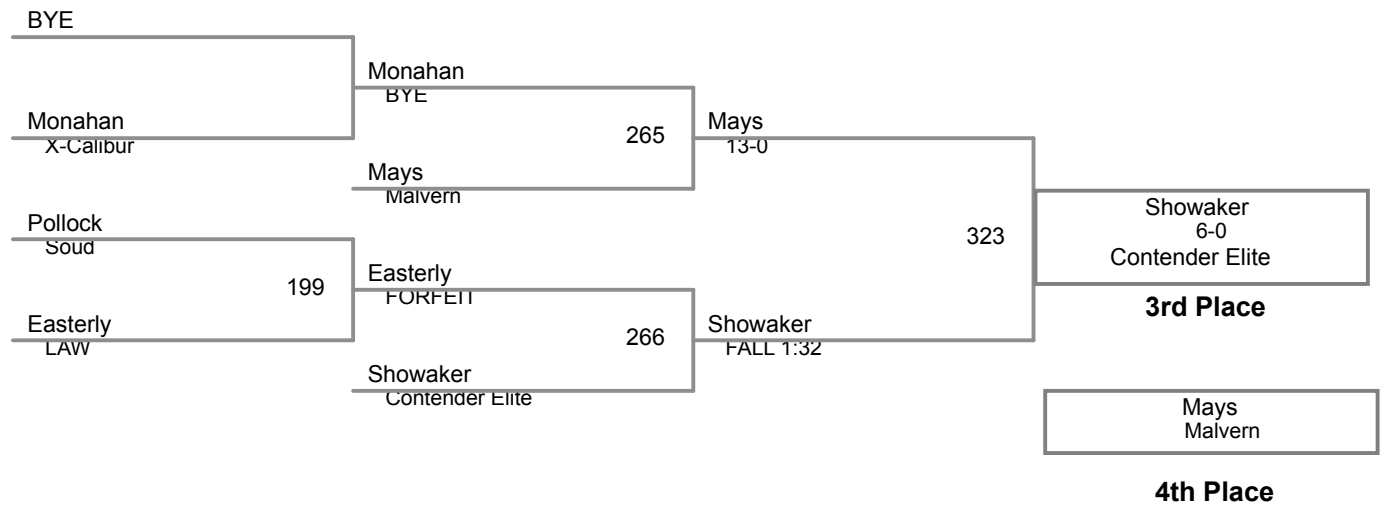 BYE
Monahan
BYE
Monahan
X-Calibur
265
Mays
13-0
Mays
Malvern
Pollock
Soud
323
Showaker
6-0
Contender Elite
199
Easterly
FORFEIT
3rd Place
Easterly
LAW
266
Showaker
FALL 1:32
Showaker
Contender Elite
Mays
Malvern
4th Place